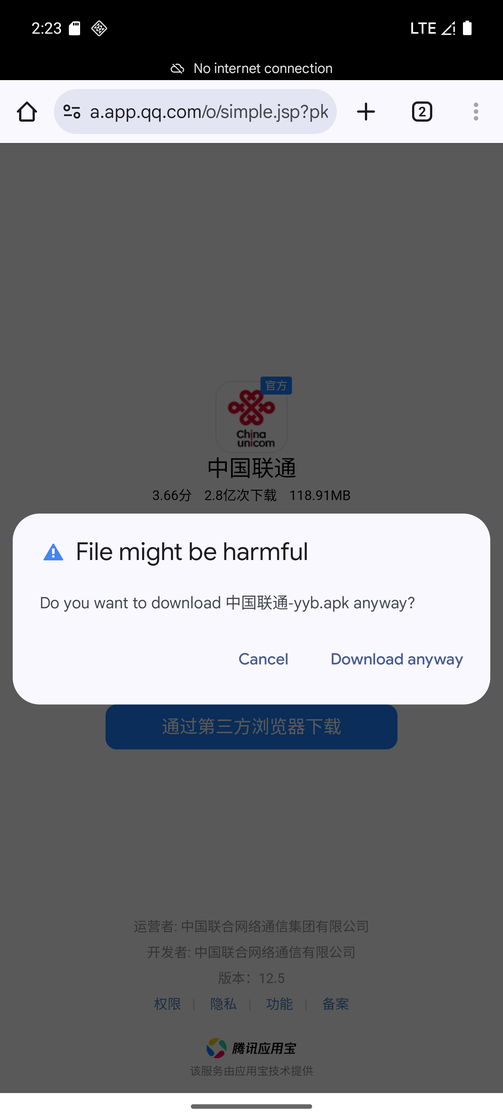 2:23
LTE
No internet connection
a.app.qq.com/o/simple.jsp?pk
2
官方
China
unicom
中国联通
3.66分 2.8亿次下载 118.91MB
File might be harmful
Do you want to download 中国联通-yyb.apk anyway?
Cancel Download anyway
通过第三方浏览器下载
运营者: 中国联合网络通信集团有限公司
开发者: 中国联合网络通信有限公司
版本：12.5
权限 | 隐私 | 功能 | 备案
腾讯应用宝
该服务由应用宝技术提供